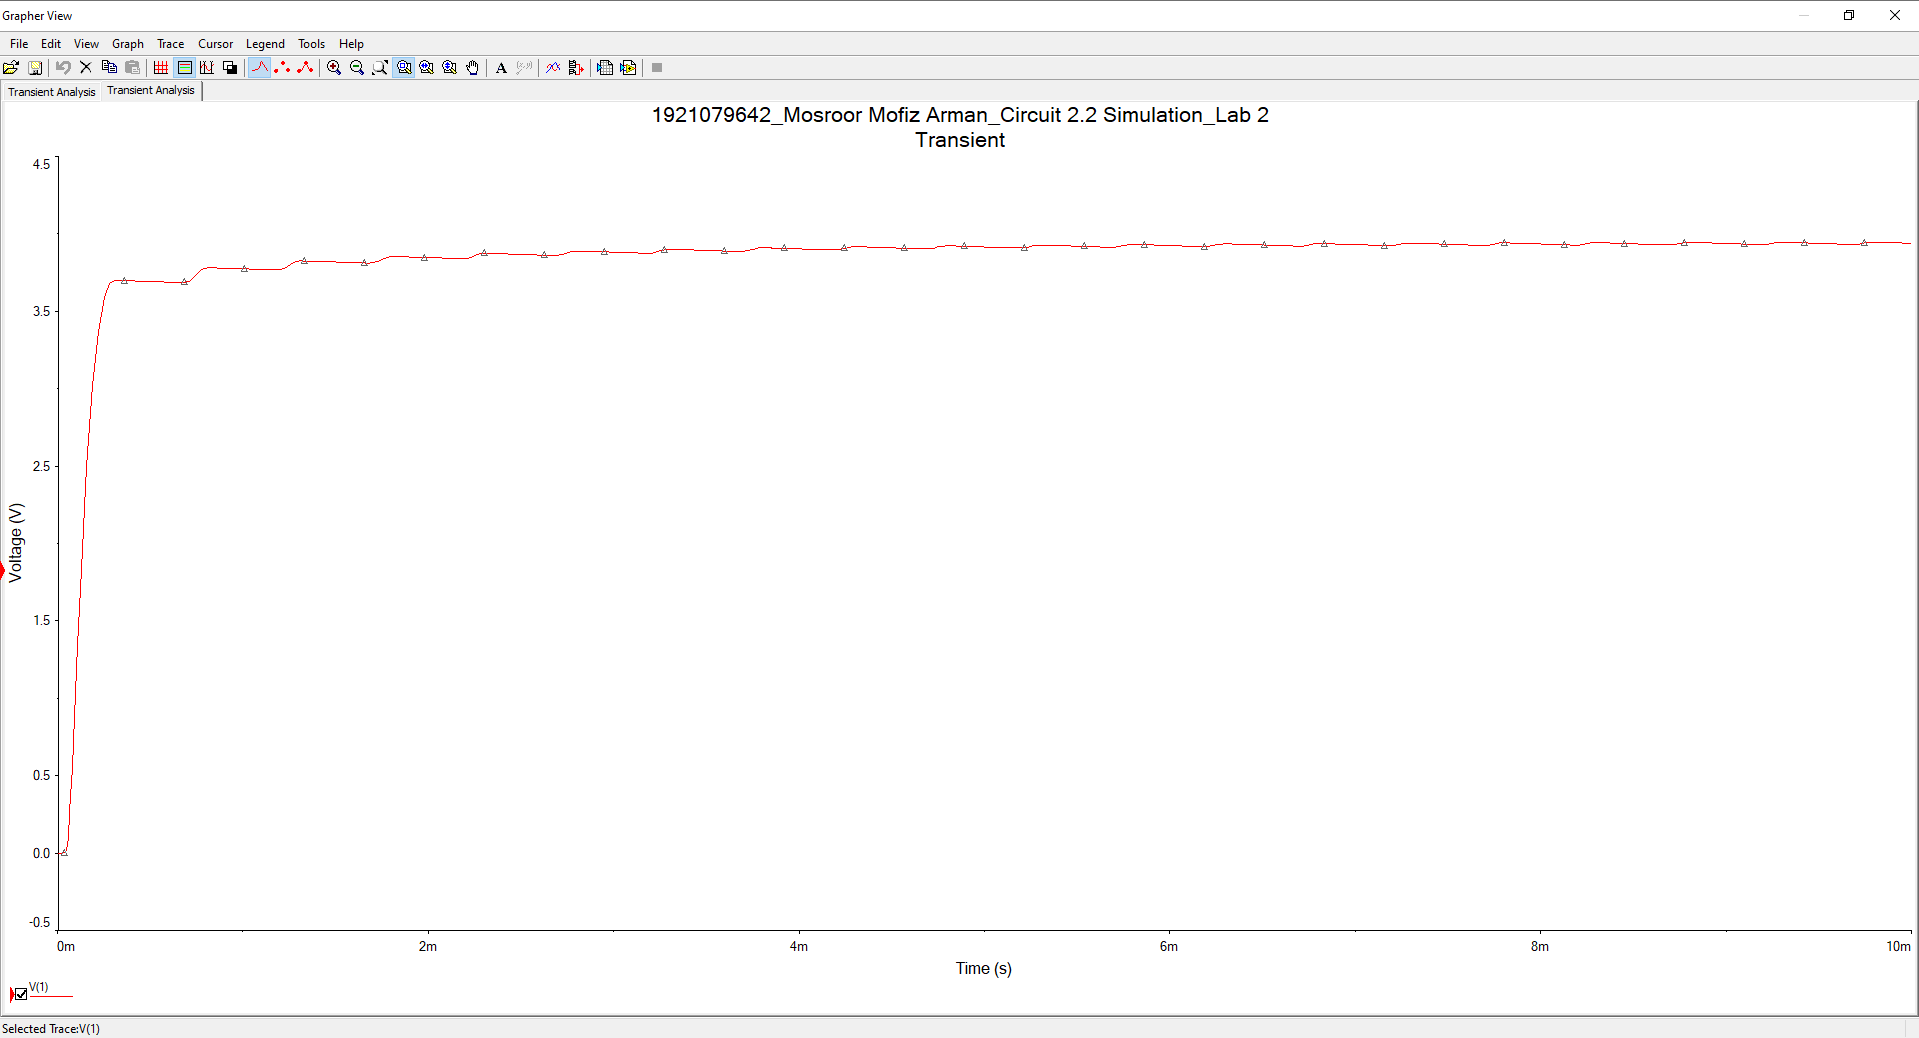 Grapher View
File Edit View Graph Trace Cursor Legend Tools Help
A
Transient Analysis Transient Analysis
1921079642_Mosroor Mofiz Arman_Circuit 2.2 Simulation_Lab 2
Transient
4.5
3.5
2.5
1.5
0.5
0.0
-0.5
Voltage (V)
0m 2m 4m 6m 8m 10m
Time (s)
V(1)
Selected Trace:V(1)